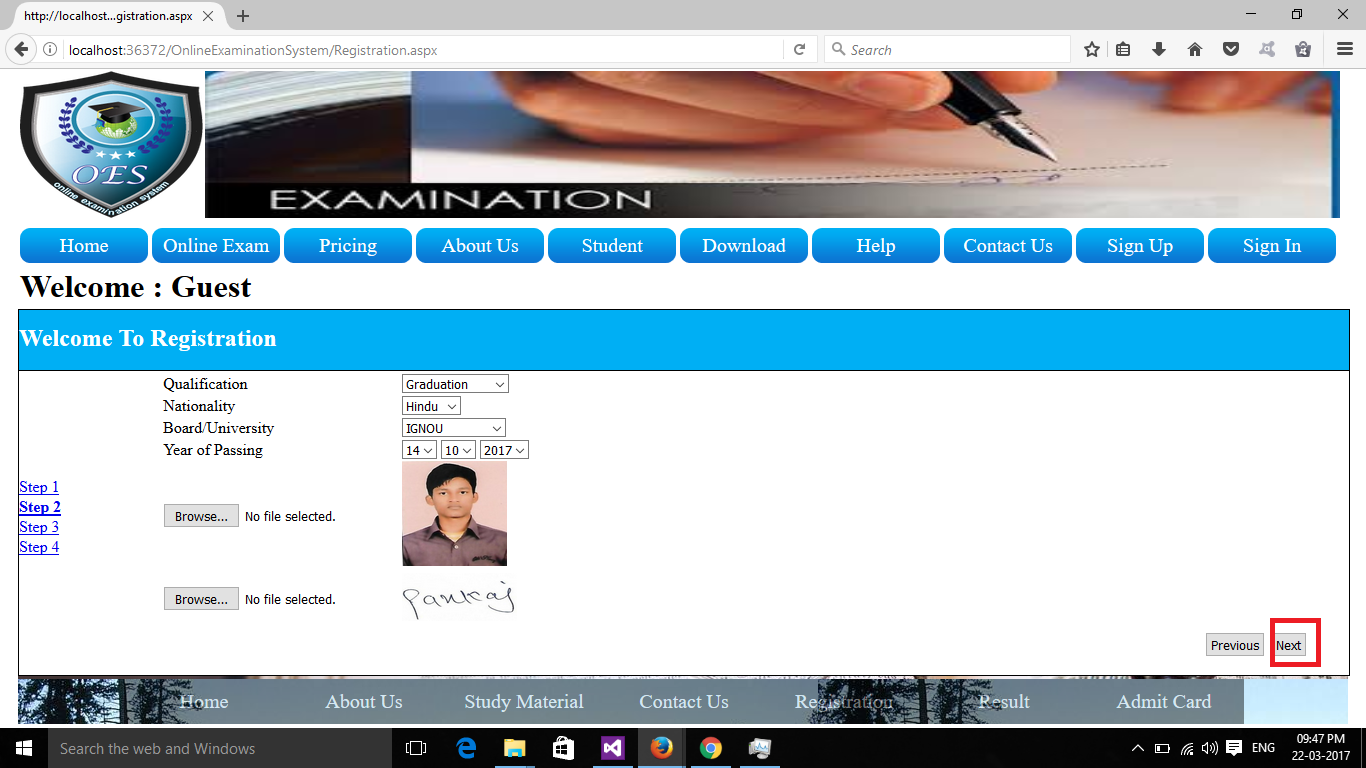 http://localhost...gistration.aspx
localhost:36372/OnlineExaminationSystem/Registration.aspx
Search
OES
online examination system
EXAMINATION
Home Online Exam Pricing About Us Student Download Help Contact Us Sign Up Sign In
Welcome : Guest
Welcome To Registration
Qualification Graduation
Nationality Hindu
Board/University IGNOU
Year of Passing 14 10 2017
Step 1
Step 2
Step 3
Step 4
Browse... No file selected.
Browse... No file selected.
Pankaj
Previous Next
Home About Us Study Material Contact Us Registration Result Admit Card
Search the web and Windows
ENG
09:47 PM
22-03-2017